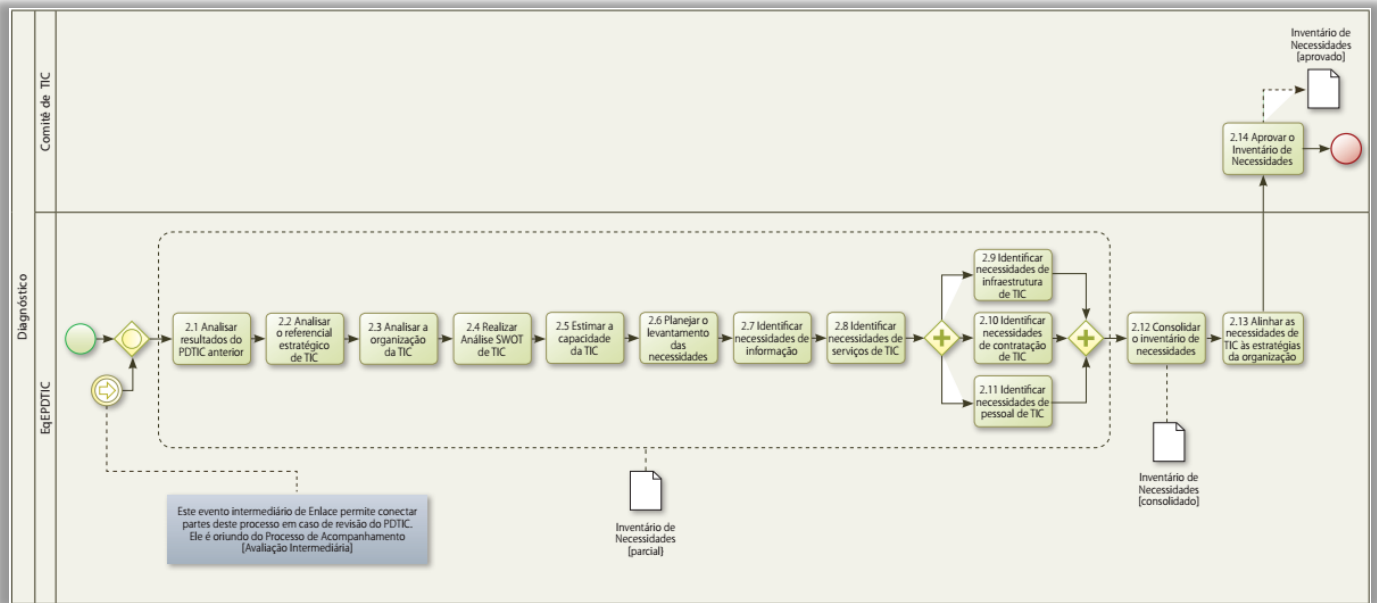 Diagnóstico
Comitê de TIC
Inventário de
Necessidades
[aprovado]
2.14 Aprovar o
Inventário de
Necessidades
EqEPDTIC
2.1 Analisar
resultados do
PDTIC anterior
2.2 Analisar
o referencial
estratégico
de TIC
2.3 Analisar a
organização
da TIC
2.4 Realizar
Análise SWOT
de TIC
2.5 Estimar a
capacidade
da TIC
2.6 Planejar o
levantamento
das
necessidades
2.7 Identificar
necessidades de
informação
2.8 Identificar
necessidades de
serviços de TIC
2.9 Identificar
necessidades de
infraestrutura
de TIC
2.10 Identificar
necessidades
de contratação
de TIC
2.11 Identificar
necessidades de
pessoal de TIC
2.12 Consolidar
o inventário de
necessidades
2.13 Alinhar as
necessidades de
TIC às estratégias
da organização
Este evento intermediário de Enlace permite conectar
partes deste processo em caso de revisão do PDTIC.
Ele é oriundo do Processo de Acompanhamento
[Avaliação Intermediária]
Inventário de
Necessidades
[parcial}
Inventário de
Necessidades
[consolidado]